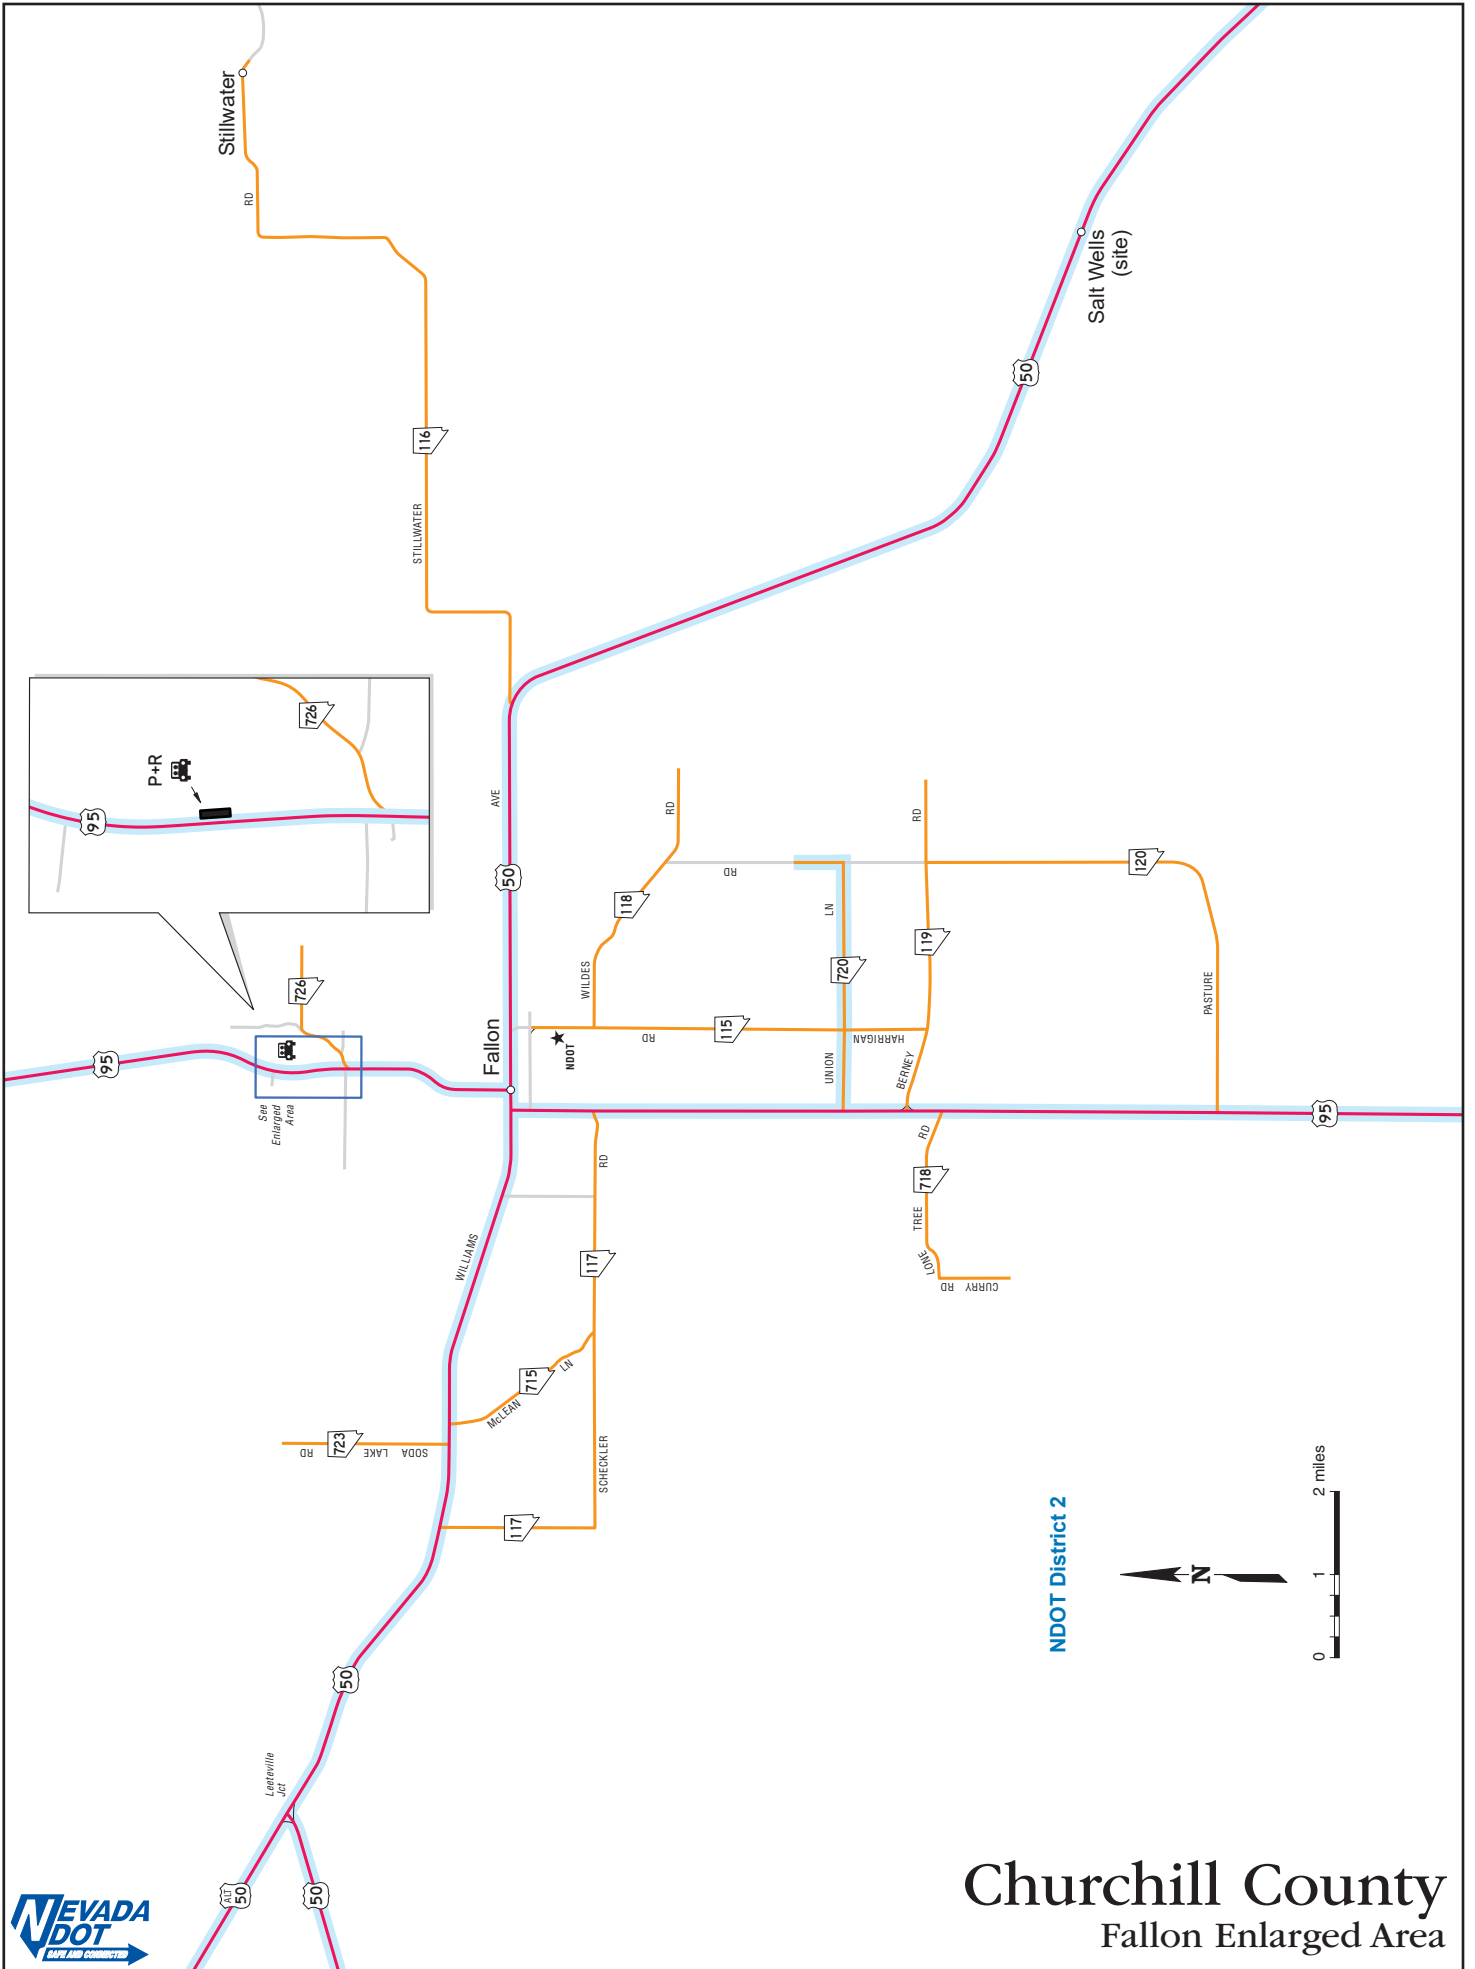 Stillwater
RD
116
STILLWATER
Salt Wells
(site)
50
726
P+R
95
AVE
50
RD
118
WILDES
RD
LN
720
UNION
RD
119
BERNEY
120
PASTURE
726
95
See
Enlarged
Area
Fallon
NDOT
RD
115
HARRIGAN
95
RD
718
TREE
LONE
CURRY RD
RD
117
WILLIAMS
715
LN
McLEAN
SCHECKLER
723
SODA LAKE RD
117
50
Leeteville
Jct
ALT
50
50
NDOT District 2
N
0 1 2 miles
NEVADA
DOT
SAFE AND CONNECTED
Churchill County
Fallon Enlarged Area